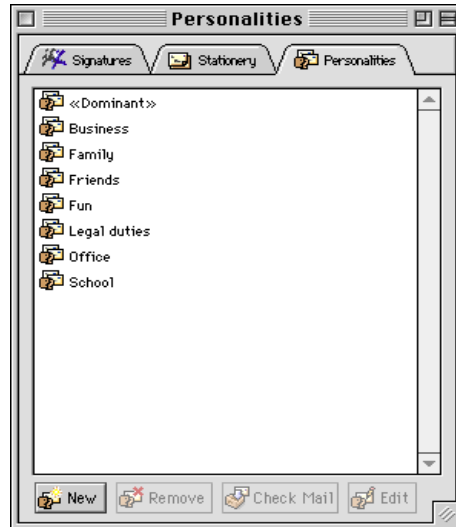 Personalities
Signatures Stationery Personalities
«Dominant»
Business
Family
Friends
Fun
Legal duties
Office
School
New Remove Check Mail Edit